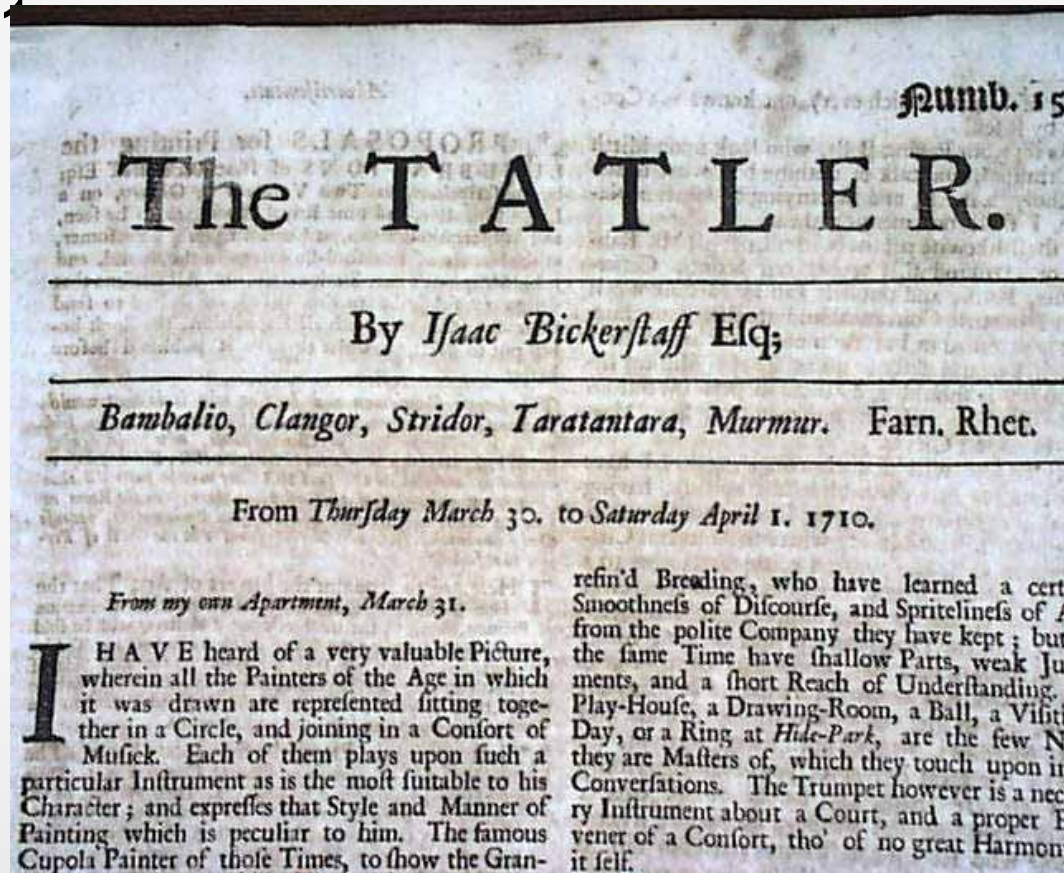 Numb. 15
The TATLER.
By Iſaac Bickerſtaff Eſq;
Bambalio, Clangor, Stridor, Taratantara, Murmur. Farn. Rhet.
From Thurſday March 30. to Saturday April 1. 1710.
From my own Apartment, March 31.
I HAVE heard of a very valuable Picture,
wherein all the Painters of the Age in which
it was drawn are repreſented ſitting toge-
ther in a Circle, and joining in a Conſort of
Muſick. Each of them plays upon ſuch a
particular Inſtrument as is the moſt ſuitable to his
Character; and expreſſes that Style and Manner of
Painting which is peculiar to him. The famous
Cupola Painter of thoſe Times, to ſhow the Gran-
refin'd Breeding, who have learned a cer
Smoothneſs of Diſcourſe, and Spritelineſs of
from the polite Company they have kept; bu
the ſame Time have ſhallow Parts, weak Ju
ments, and a ſhort Reach of Underſtanding
Play-Houſe, a Drawing-Room, a Ball, a Viſi
Day, or a Ring at Hide-Park, are the few N
they are Maſters of, which they touch upon i
Converſations. The Trumpet however is a nec
ry Inſtrument about a Court, and a proper
vener of a Conſort, tho' of no great Harmon
it ſelf.